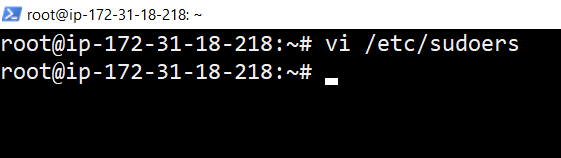 root@ip-172-31-18-218: ~
root@ip-172-31-18-218:~# vi /etc/sudoers
root@ip-172-31-18-218:~#